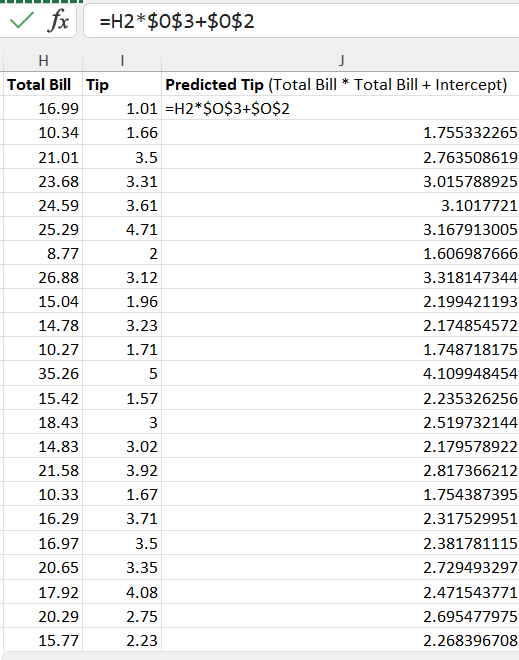 fx =H2*$O$3+$O$2
H I J
Total Bill Tip Predicted Tip (Total Bill * Total Bill + Intercept)
16.99 1.01 =H2*$O$3+$O$2
10.34 1.66 1.755332265
21.01 3.5 2.763508619
23.68 3.31 3.015788925
24.59 3.61 3.1017721
25.29 4.71 3.167913005
8.77 2 1.606987666
26.88 3.12 3.318147344
15.04 1.96 2.199421193
14.78 3.23 2.174854572
10.27 1.71 1.748718175
35.26 5 4.109948454
15.42 1.57 2.235326256
18.43 3 2.519732144
14.83 3.02 2.179578922
21.58 3.92 2.817366212
10.33 1.67 1.754387395
16.29 3.71 2.317529951
16.97 3.5 2.381781115
20.65 3.35 2.729493297
17.92 4.08 2.471543771
20.29 2.75 2.695477975
15.77 2.23 2.268396708